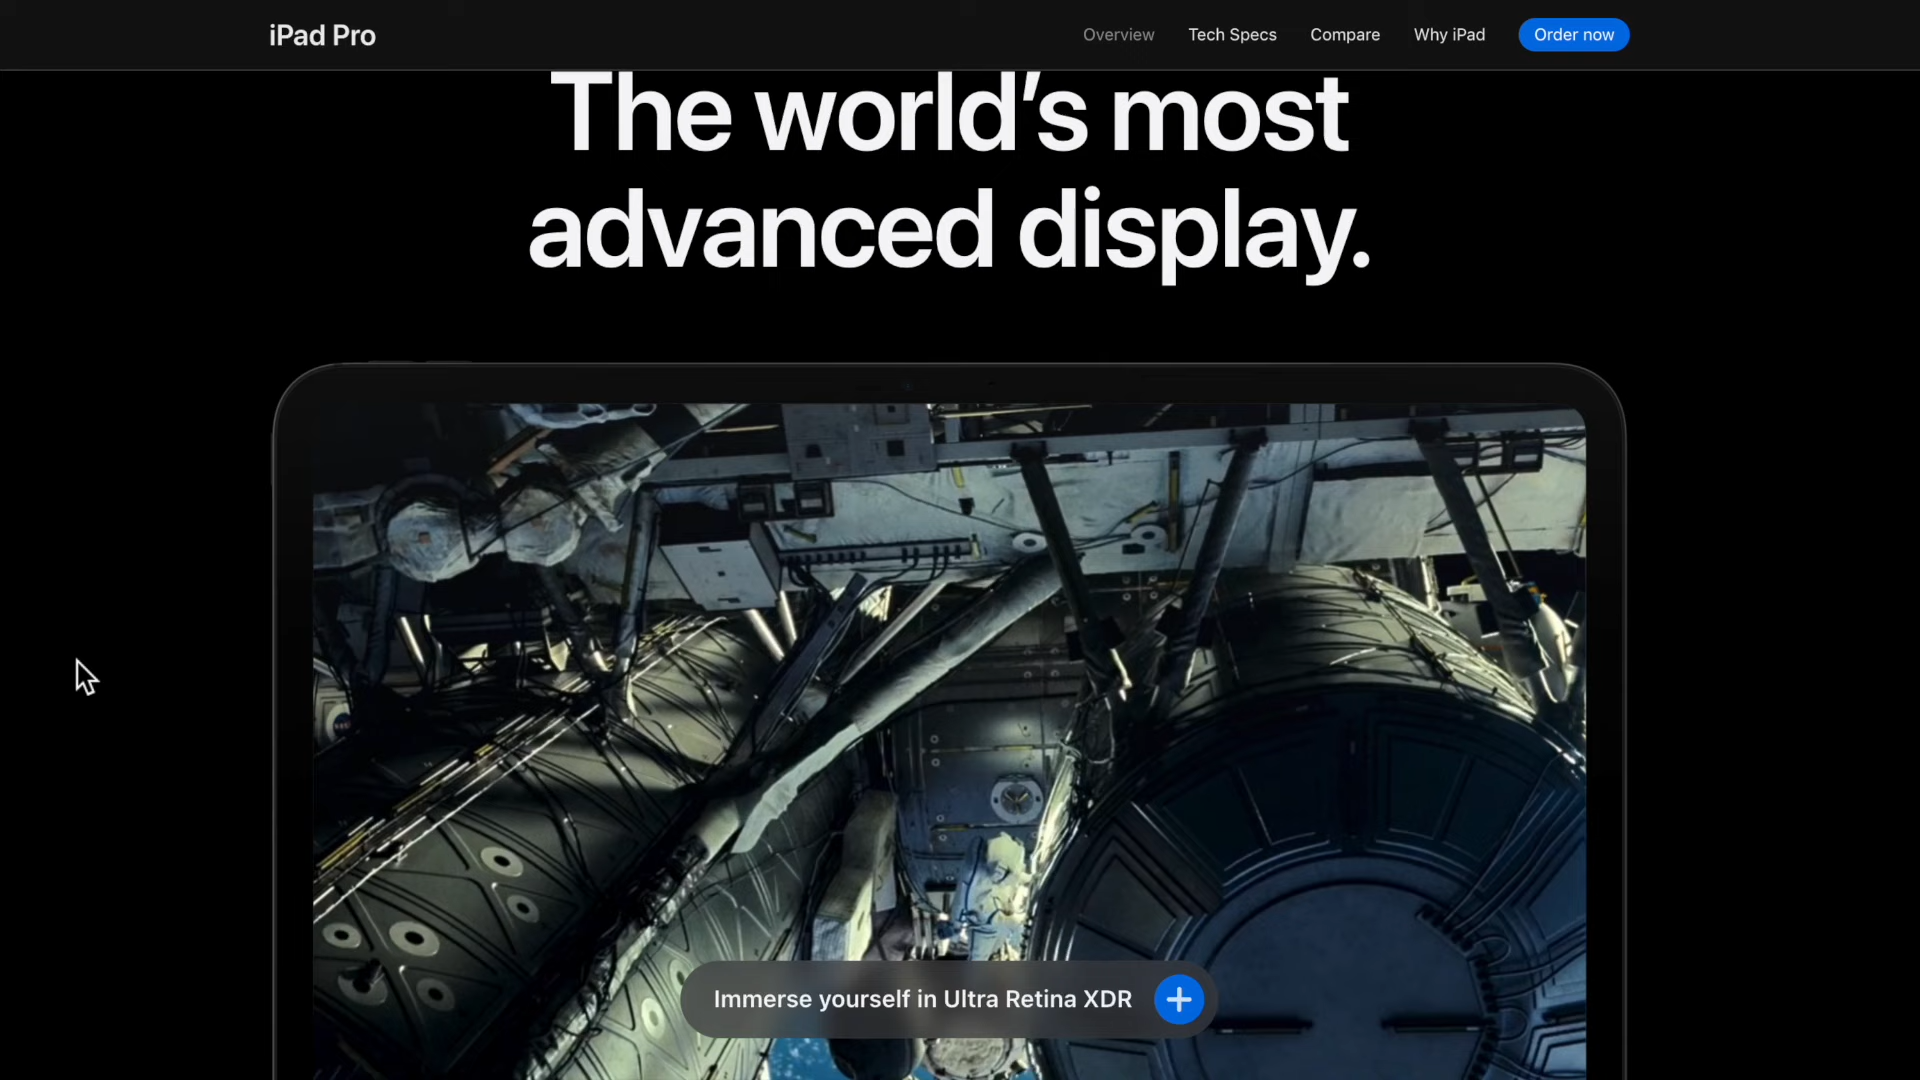 iPad Pro
Overview
Tech Specs
Compare
Why iPad
Order now
The world’s most
advanced display.
Immerse yourself in Ultra Retina XDR